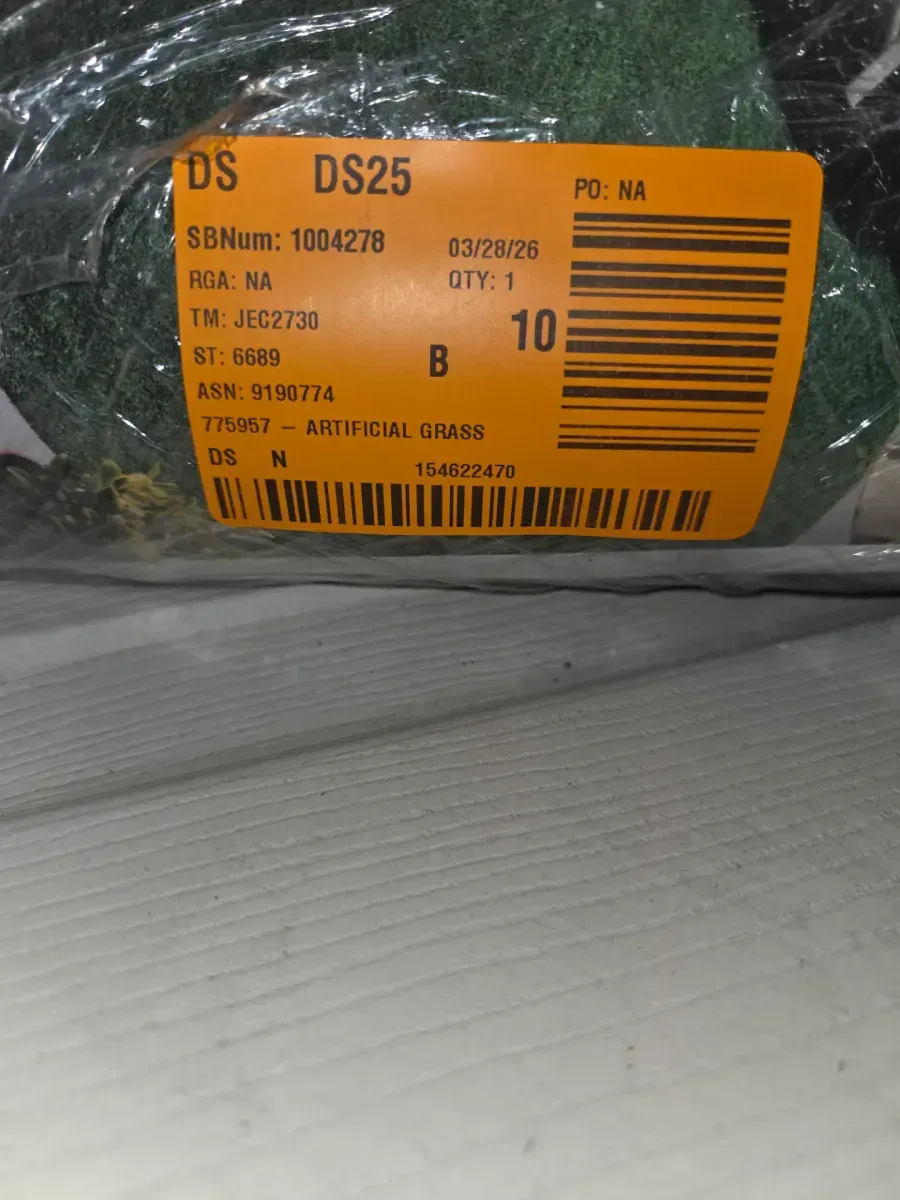 DS DS25
PO: NA
SBNum: 1004278 03/28/26
RGA: NA QTY: 1
TM: JEC2730
10
ST: 6689 B
ASN: 9190774
775957 – ARTIFICIAL GRASS
DS N 154622470